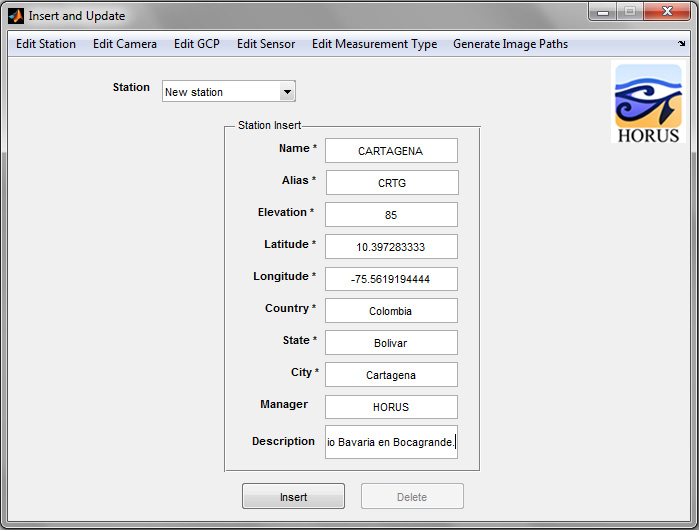 Insert and Update
Edit Station Edit Camera Edit GCP Edit Sensor Edit Measurement Type Generate Image Paths
Station New station
HORUS
Station Insert
Name * CARTAGENA
Alias * CRTG
Elevation * 85
Latitude * 10.397283333
Longitude * -75.5619194444
Country * Colombia
State * Bolivar
City * Cartagena
Manager HORUS
Description io Bavaria en Bocagrande.
Insert Delete